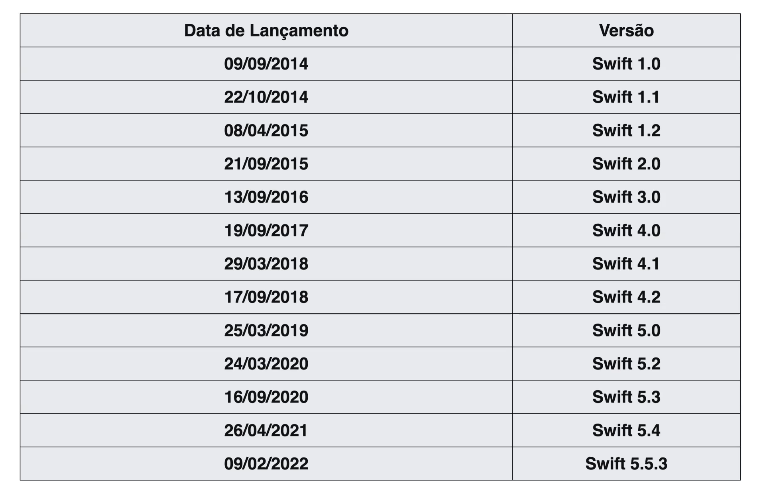 Data de Lançamento Versão
09/09/2014 Swift 1.0
22/10/2014 Swift 1.1
08/04/2015 Swift 1.2
21/09/2015 Swift 2.0
13/09/2016 Swift 3.0
19/09/2017 Swift 4.0
29/03/2018 Swift 4.1
17/09/2018 Swift 4.2
25/03/2019 Swift 5.0
24/03/2020 Swift 5.2
16/09/2020 Swift 5.3
26/04/2021 Swift 5.4
09/02/2022 Swift 5.5.3